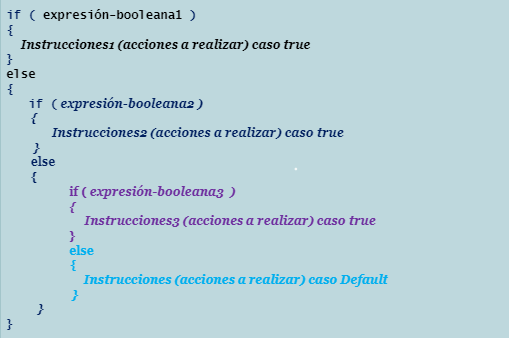 if ( expresión-booleana1 )
{
Instrucciones1 (acciones a realizar) caso true
}
else
{
if ( expresión-booleana2 )
{
Instrucciones2 (acciones a realizar) caso true
}
else
{
if ( expresión-booleana3 )
{
Instrucciones3 (acciones a realizar) caso true
}
else
{
Instrucciones (acciones a realizar) caso Default
}
}
}